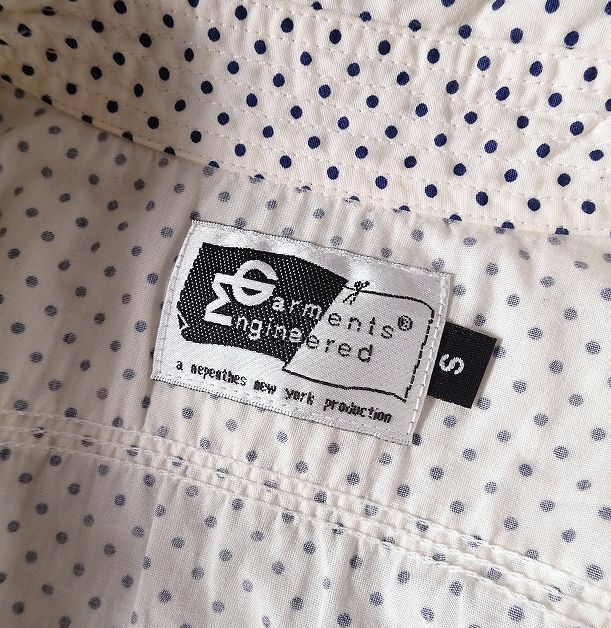 Garments®
Engineered
a nepenthes new york production
S